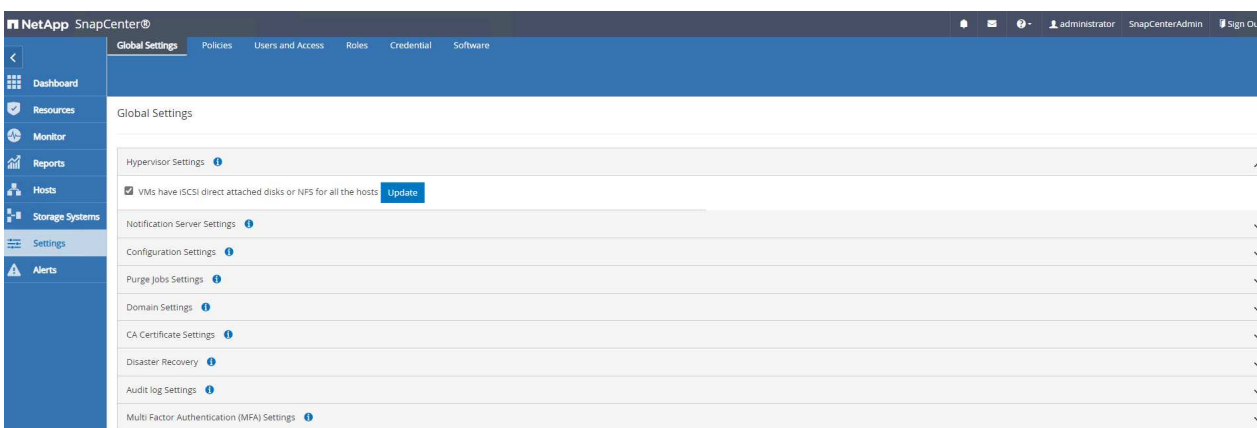 NetApp SnapCenter® administrator SnapCenterAdmin Sign Ou
Global Settings Policies Users and Access Roles Credential Software
Dashboard
Resources
Monitor
Reports
Hosts
Storage Systems
Settings
Alerts
Global Settings
Hypervisor Settings
VMs have iSCSI direct attached disks or NFS for all the hosts Update
Notification Server Settings
Configuration Settings
Purge Jobs Settings
Domain Settings
CA Certificate Settings
Disaster Recovery
Audit log Settings
Multi Factor Authentication (MFA) Settings